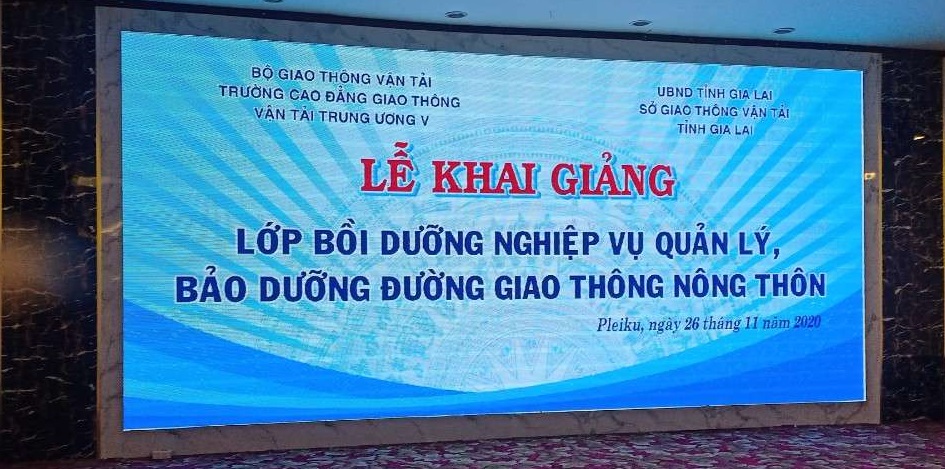 BỘ GIAO THÔNG VẬN TẢI
TRƯỜNG CAO ĐẲNG GIAO THÔNG
VẬN TẢI TRUNG ƯƠNG V
UBND TỈNH GIA LAI
SỞ GIAO THÔNG VẬN TẢI
TỈNH GIA LAI
LỄ KHAI GIẢNG
LỚP BỒI DƯỠNG NGHIỆP VỤ QUẢN LÝ,
BẢO DƯỠNG ĐƯỜNG GIAO THÔNG NÔNG THÔN
Pleiku, ngày 26 tháng 11 năm 2020